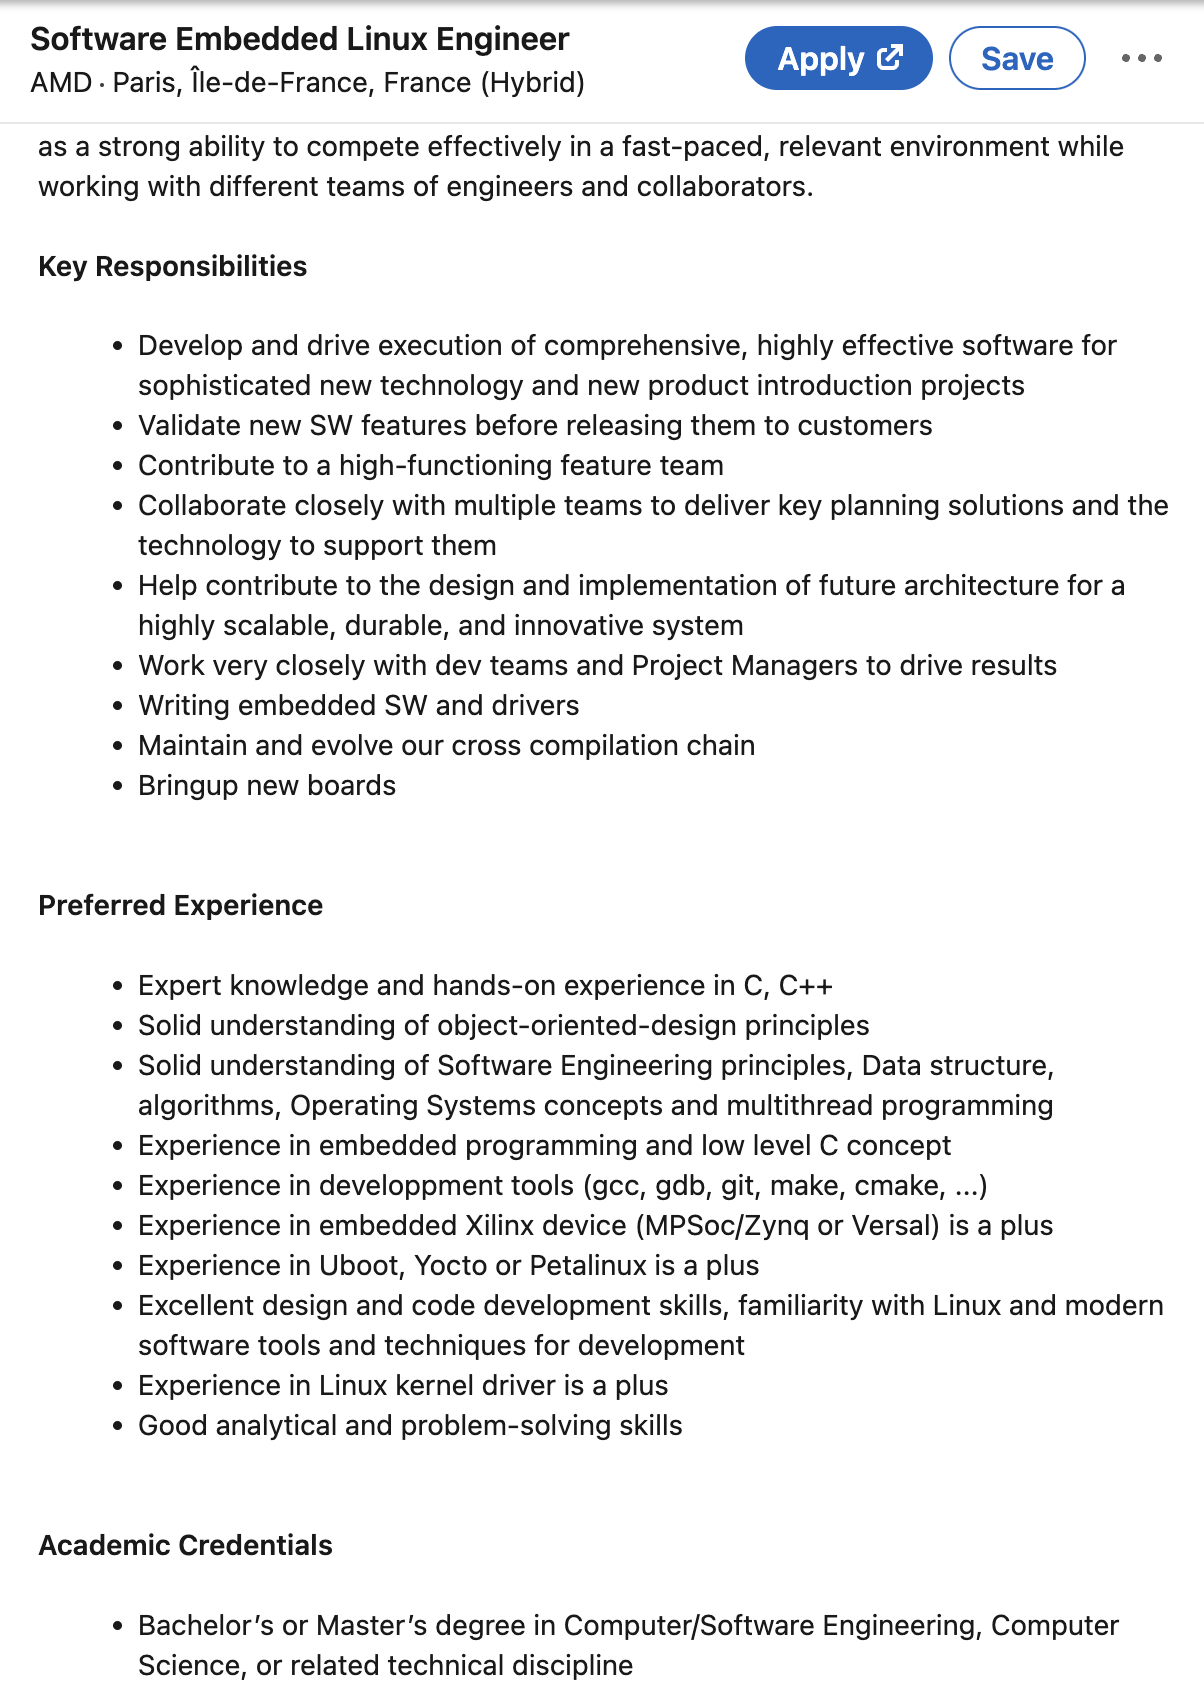 Software Embedded Linux Engineer
AMD · Paris, Île-de-France, France (Hybrid)
Apply
Save
as a strong ability to compete effectively in a fast-paced, relevant environment while
working with different teams of engineers and collaborators.
Key Responsibilities
• Develop and drive execution of comprehensive, highly effective software for
sophisticated new technology and new product introduction projects
• Validate new SW features before releasing them to customers
• Contribute to a high-functioning feature team
• Collaborate closely with multiple teams to deliver key planning solutions and the
technology to support them
• Help contribute to the design and implementation of future architecture for a
highly scalable, durable, and innovative system
• Work very closely with dev teams and Project Managers to drive results
• Writing embedded SW and drivers
• Maintain and evolve our cross compilation chain
• Bringup new boards
Preferred Experience
• Expert knowledge and hands-on experience in C, C++
• Solid understanding of object-oriented-design principles
• Solid understanding of Software Engineering principles, Data structure,
algorithms, Operating Systems concepts and multithread programming
• Experience in embedded programming and low level C concept
• Experience in developpment tools (gcc, gdb, git, make, cmake, ...)
• Experience in embedded Xilinx device (MPSoc/Zynq or Versal) is a plus
• Experience in Uboot, Yocto or Petalinux is a plus
• Excellent design and code development skills, familiarity with Linux and modern
software tools and techniques for development
• Experience in Linux kernel driver is a plus
• Good analytical and problem-solving skills
Academic Credentials
• Bachelor’s or Master’s degree in Computer/Software Engineering, Computer
Science, or related technical discipline